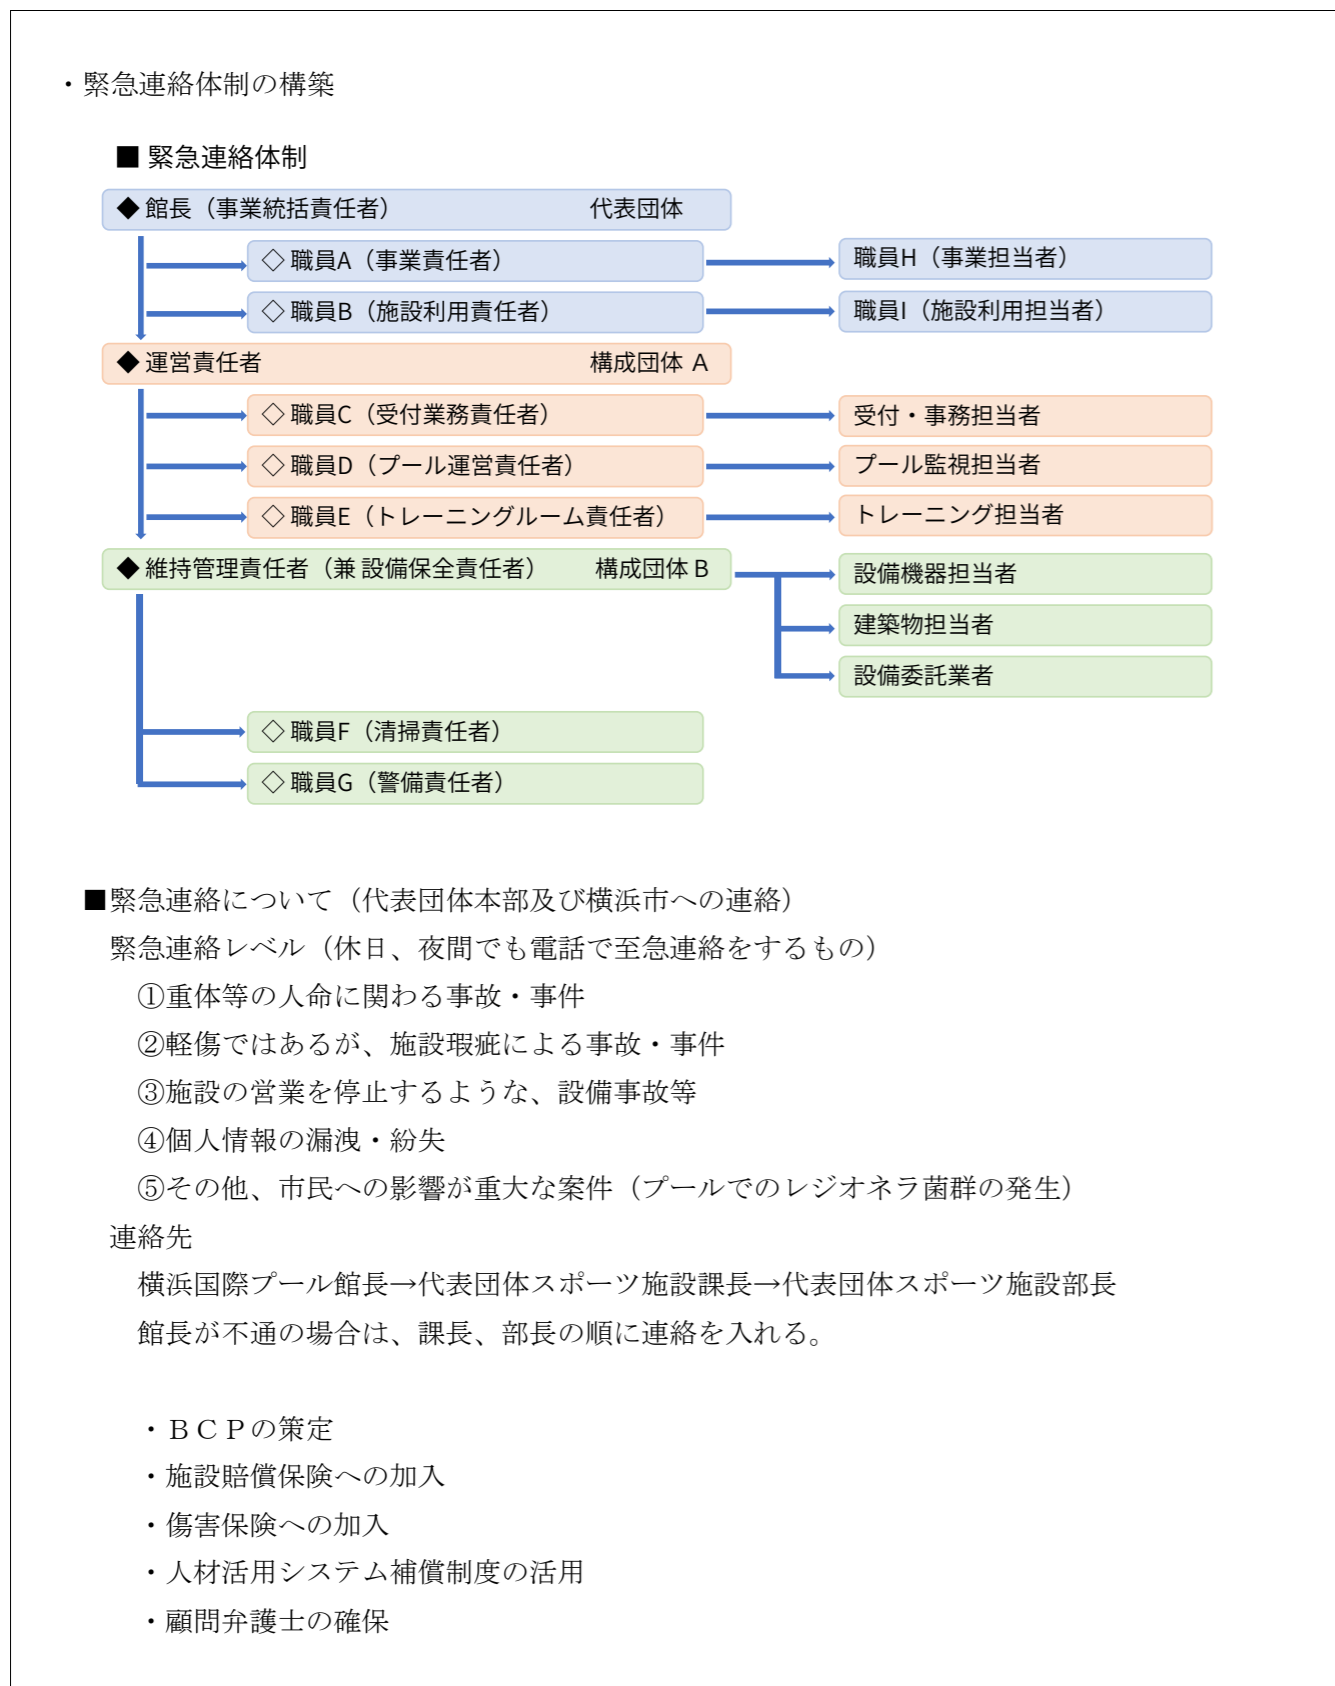 ・緊急連絡体制の構築
■ 緊急連絡体制
◆ 館長（事業統括責任者） 代表団体
◇ 職員A（事業責任者） 職員H（事業担当者）
◇ 職員B（施設利用責任者） 職員I（施設利用担当者）
◆ 運営責任者 構成団体 A
◇ 職員C（受付業務責任者） 受付・事務担当者
◇ 職員D（プール運営責任者） プール監視担当者
◇ 職員E（トレーニングルーム責任者） トレーニング担当者
◆ 維持管理責任者（兼 設備保全責任者） 構成団体 B 設備機器担当者
建築物担当者
設備委託業者
◇ 職員F（清掃責任者）
◇ 職員G（警備責任者）
■緊急連絡について（代表団体本部及び横浜市への連絡）
緊急連絡レベル（休日、夜間でも電話で至急連絡をするもの）
①重体等の人命に関わる事故・事件
②軽傷ではあるが、施設瑕疵による事故・事件
③施設の営業を停止するような、設備事故等
④個人情報の漏洩・紛失
⑤その他、市民への影響が重大な案件（プールでのレジオネラ菌群の発生）
連絡先
横浜国際プール館長→代表団体スポーツ施設課長→代表団体スポーツ施設部長
館長が不通の場合は、課長、部長の順に連絡を入れる。
・ＢＣＰの策定
・施設賠償保険への加入
・傷害保険への加入
・人材活用システム補償制度の活用
・顧問弁護士の確保